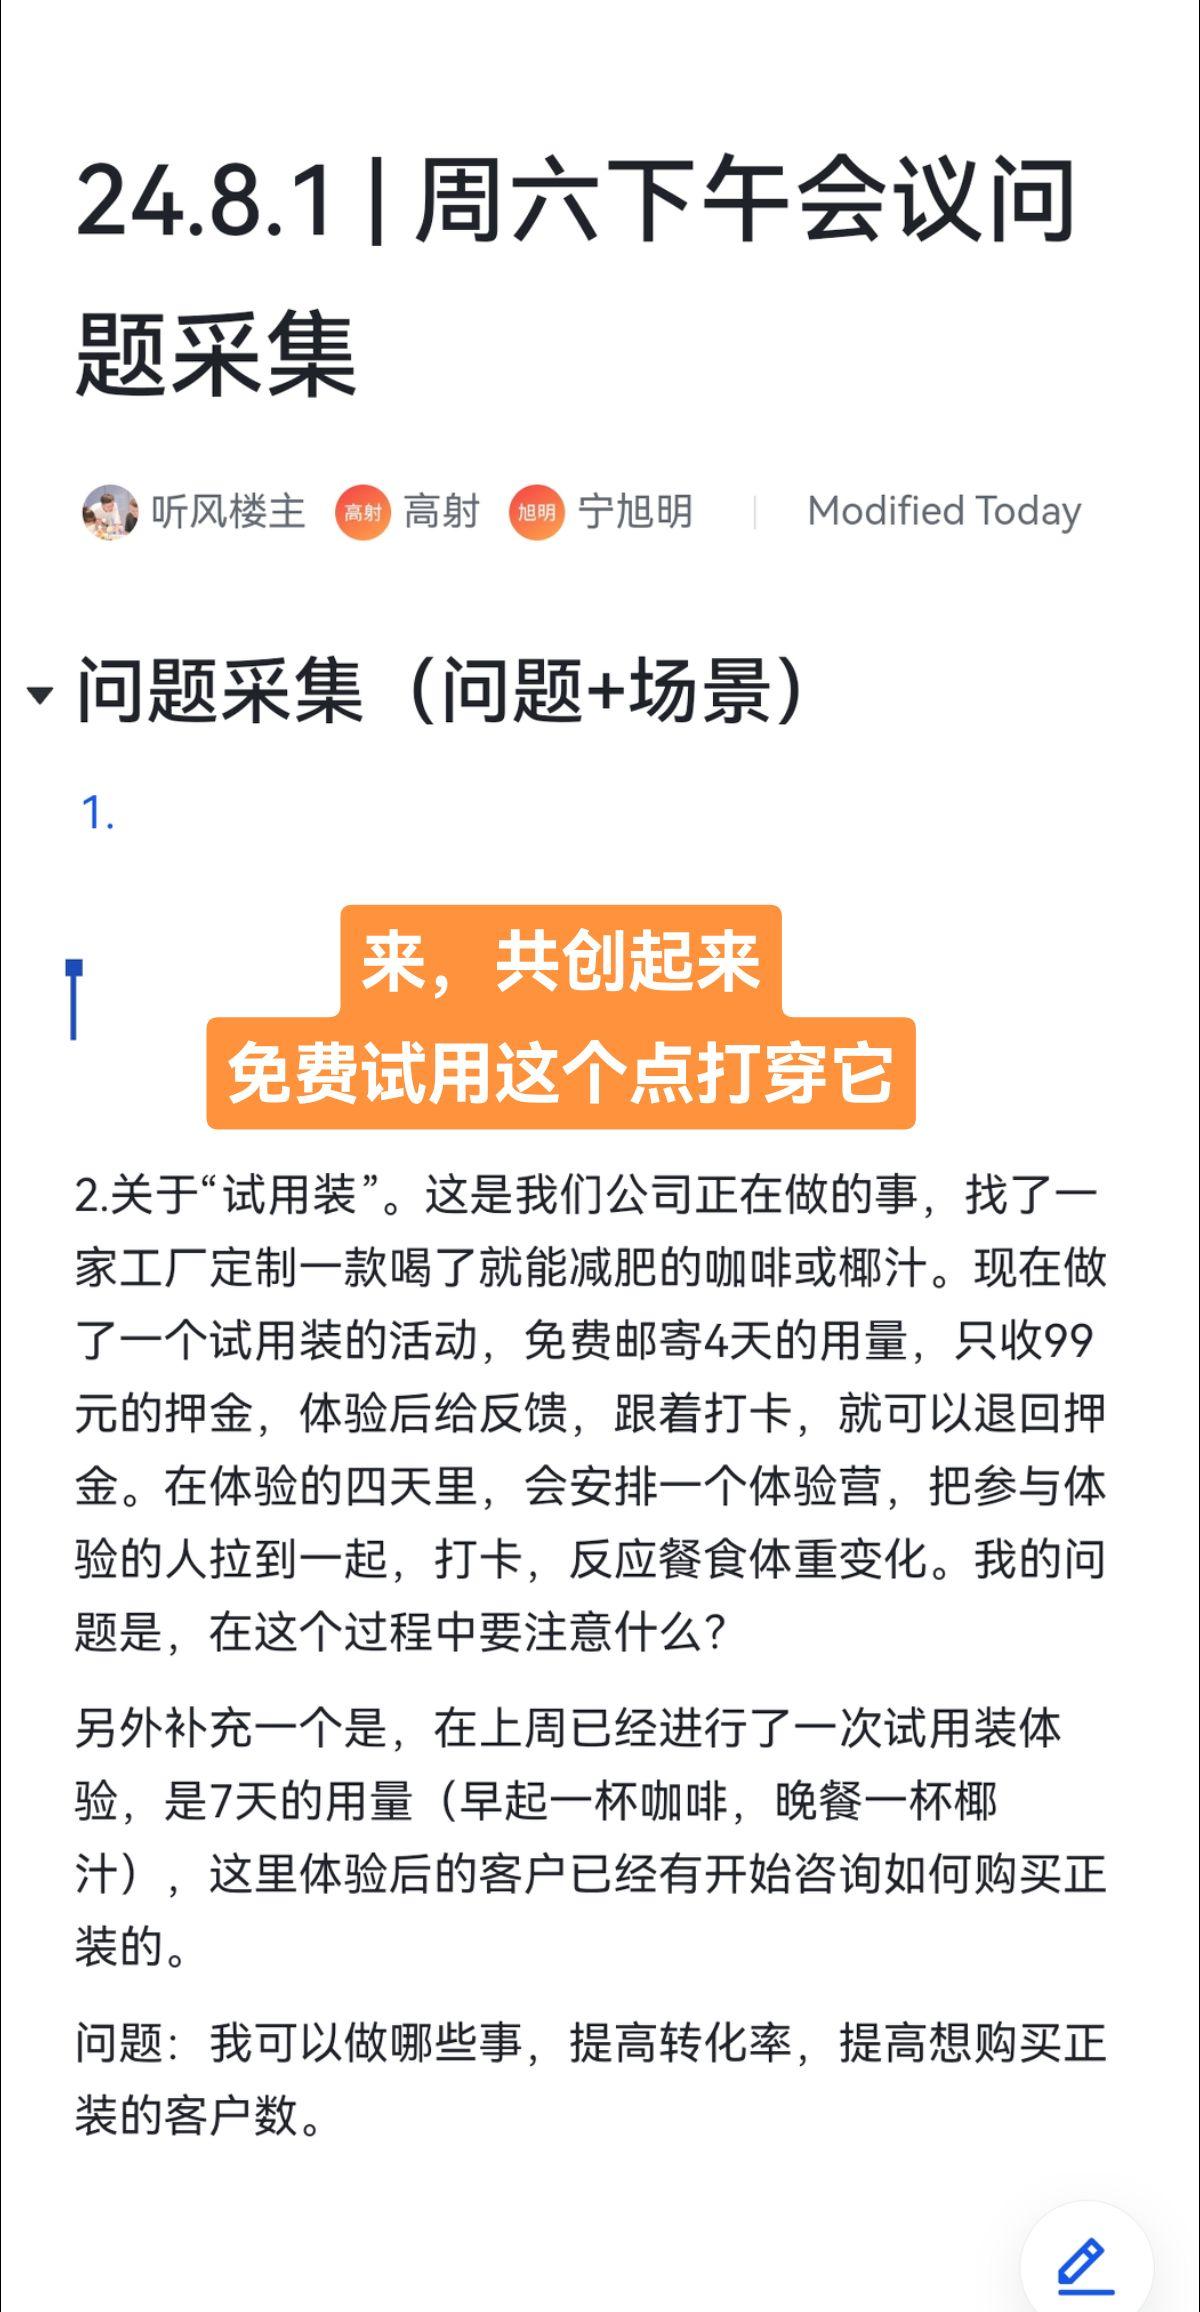 24.8.1 | 周六下午会议问
题采集
听风楼主 高射 高射 旭明 宁旭明 Modified Today
问题采集（问题+场景）
1.
来，共创起来
免费试用这个点打穿它
2.关于“试用装”。这是我们公司正在做的事，找了一
家工厂定制一款喝了就能减肥的咖啡或椰汁。现在做
了一个试用装的活动，免费邮寄4天的用量，只收99
元的押金，体验后给反馈，跟着打卡，就可以退回押
金。在体验的四天里，会安排一个体验营，把参与体
验的人拉到一起，打卡，反应餐食体重变化。我的问
题是，在这个过程中要注意什么？
另外补充一个是，在上周已经进行了一次试用装体
验，是7天的用量（早起一杯咖啡，晚餐一杯椰
汁），这里体验后的客户已经有开始咨询如何购买正
装的。
问题：我可以做哪些事，提高转化率，提高想购买正
装的客户数。